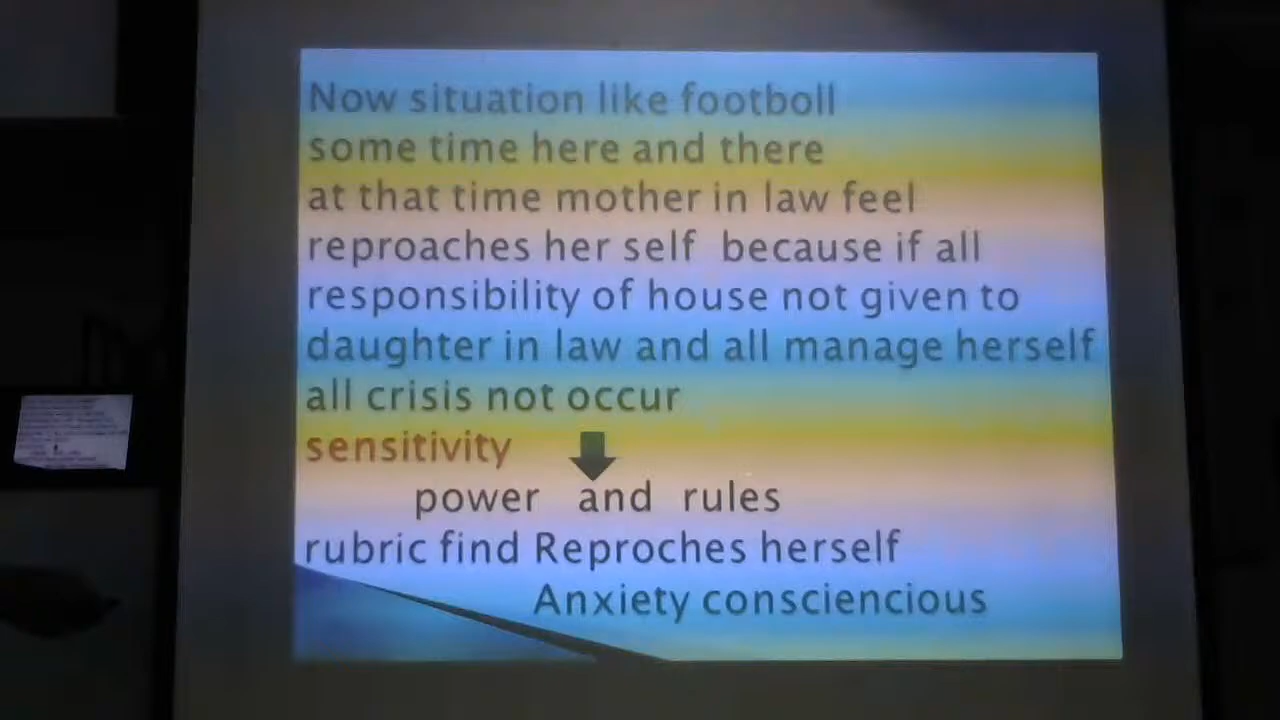 Now situation like footboll
some time here and there
at that time mother in law feel
reproaches her self because if all
responsibility of house not given to
daughter in law and all manage herself
all crisis not occur
sensitivity
power and rules
rubric find Reproches herself
Anxiety consciencious